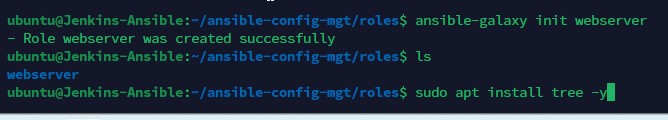 ubuntu@Jenkins-Ansible:~/ansible-config-mgt/roles$ ansible-galaxy init webserver
- Role webserver was created successfully
ubuntu@Jenkins-Ansible:~/ansible-config-mgt/roles$ ls
webserver
ubuntu@Jenkins-Ansible:~/ansible-config-mgt/roles$ sudo apt install tree -y